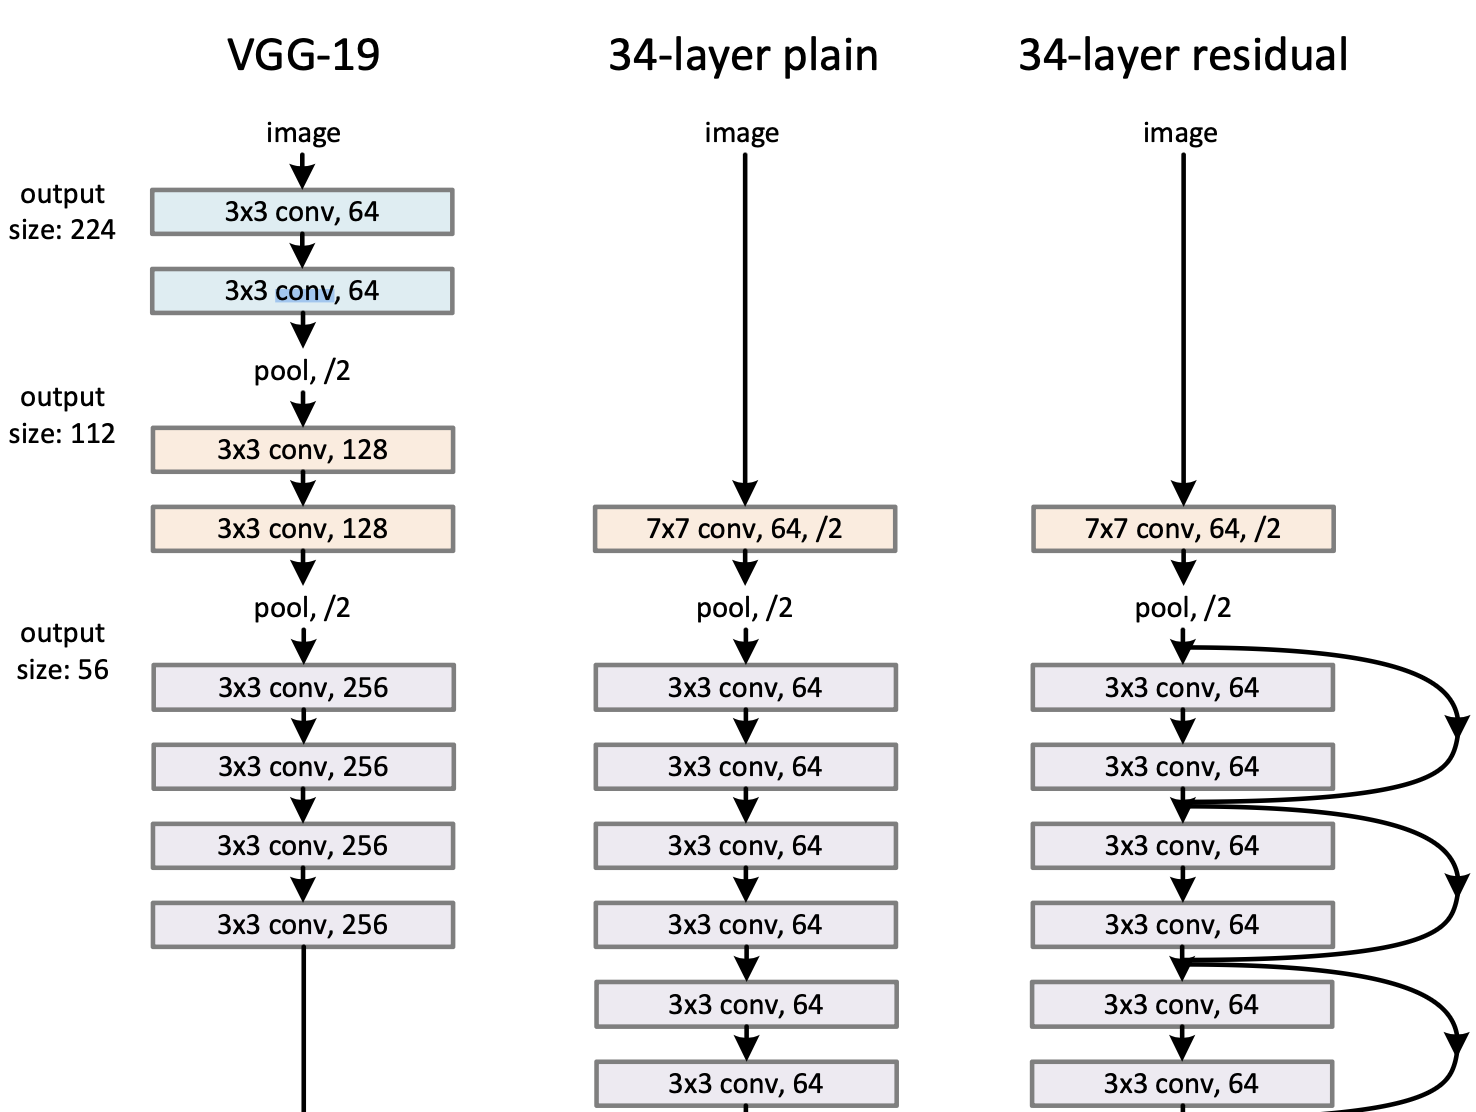 VGG-19
34-layer plain
34-layer residual
image
image
image
output
size: 224
3x3 conv, 64
3x3 conv, 64
pool, /2
output
size: 112
3x3 conv, 128
3x3 conv, 128
7x7 conv, 64, /2
7x7 conv, 64, /2
pool, /2
pool, /2
pool, /2
output
size: 56
3x3 conv, 256
3x3 conv, 64
3x3 conv, 64
3x3 conv, 256
3x3 conv, 64
3x3 conv, 64
3x3 conv, 256
3x3 conv, 64
3x3 conv, 64
3x3 conv, 256
3x3 conv, 64
3x3 conv, 64
3x3 conv, 64
3x3 conv, 64
3x3 conv, 64
3x3 conv, 64